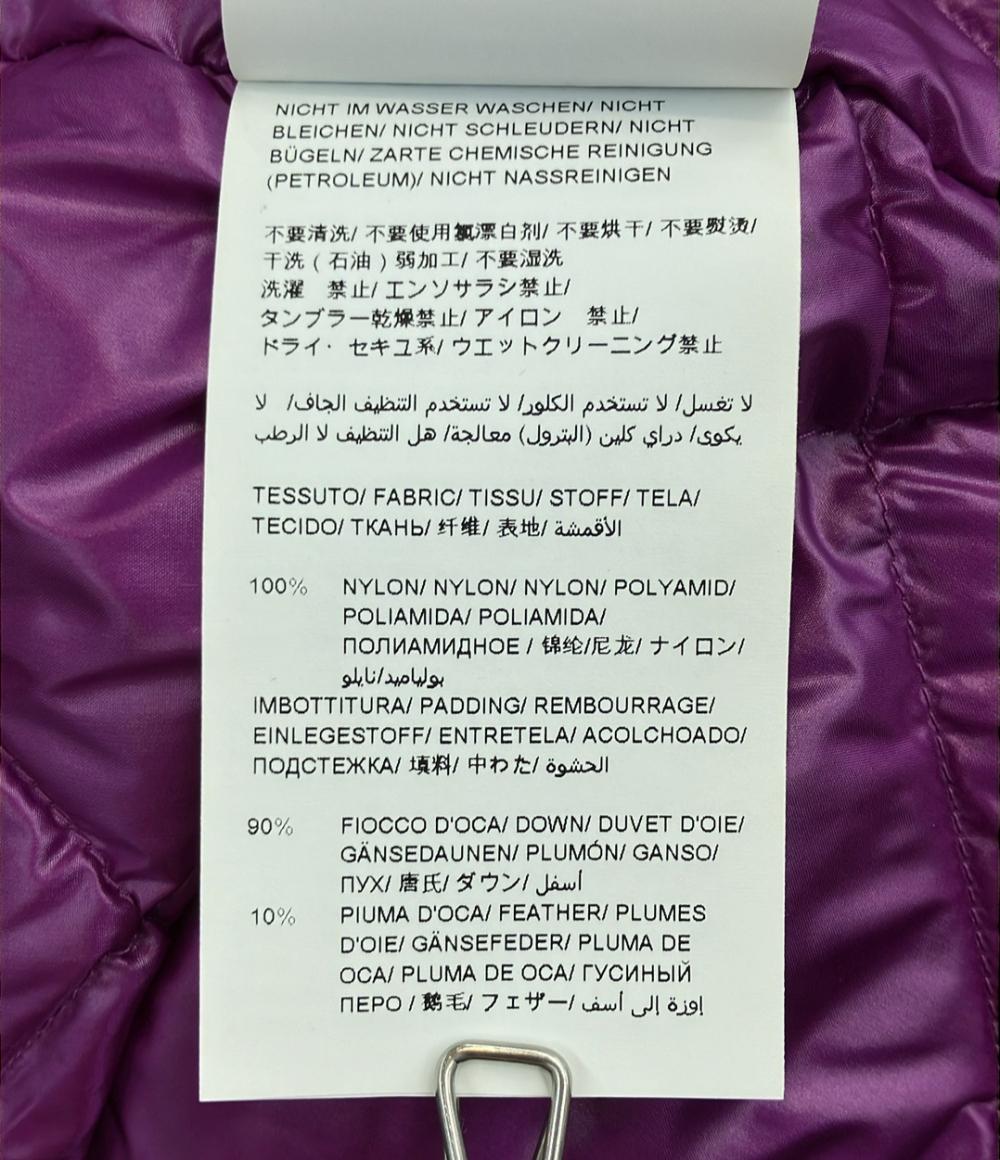 NICHT IM WASSER WASCHEN/ NICHT
BLEICHEN/ NICHT SCHLEUDERN/ NICHT
BÜGELN/ ZARTE CHEMISCHE REINIGUNG
(PETROLEUM)/ NICHT NASSREINIGEN
不要清洗/ 不要使用氯漂白剂/ 不要烘干/ 不要熨烫/
干洗 ( 石油 ) 弱加工/ 不要湿洗
洗濯　禁止/ エンソサラシ禁止/
タンブラー乾燥禁止/ アイロン　禁止/
ドライ・ セキユ系/ ウエットクリーニング禁止
لا تغسل/ لا تستخدم الكلور/ لا تستخدم التنظيف الجاف/ لا
يكوى/ دراي كلين (البترول) معالجة/ هل التنظيف لا الرطب
TESSUTO/ FABRIC/ TISSU/ STOFF/ TELA/
TECIDO/ ТКАНЬ/ 纤维/ 表地/ الأقمشة
100% NYLON/ NYLON/ NYLON/ POLYAMID/
POLIAMIDA/ POLIAMIDA/
ПОЛИАМИДНОЕ / 锦纶/尼龙/ ナイロン/
بولياميد/نايلو
IMBOTTITURA/ PADDING/ REMBOURRAGE/
EINLEGESTOFF/ ENTRETELA/ ACOLCHOADO/
ПОДСТЕЖКА/ 填料/ 中わた/ الحشوة
90% FIOCCO D'OCA/ DOWN/ DUVET D'OIE/
GÄNSEDAUNEN/ PLUMÓN/ GANSO/
ПУХ/ 唐氏/ ダウン/ أسفل
10% PIUMA D'OCA/ FEATHER/ PLUMES
D'OIE/ GÄNSEFEDER/ PLUMA DE
OCA/ PLUMA DE OCA/ ГУСИНЫЙ
ПЕРО / 鹅毛/ フェザー/ إوزة إلى أسف